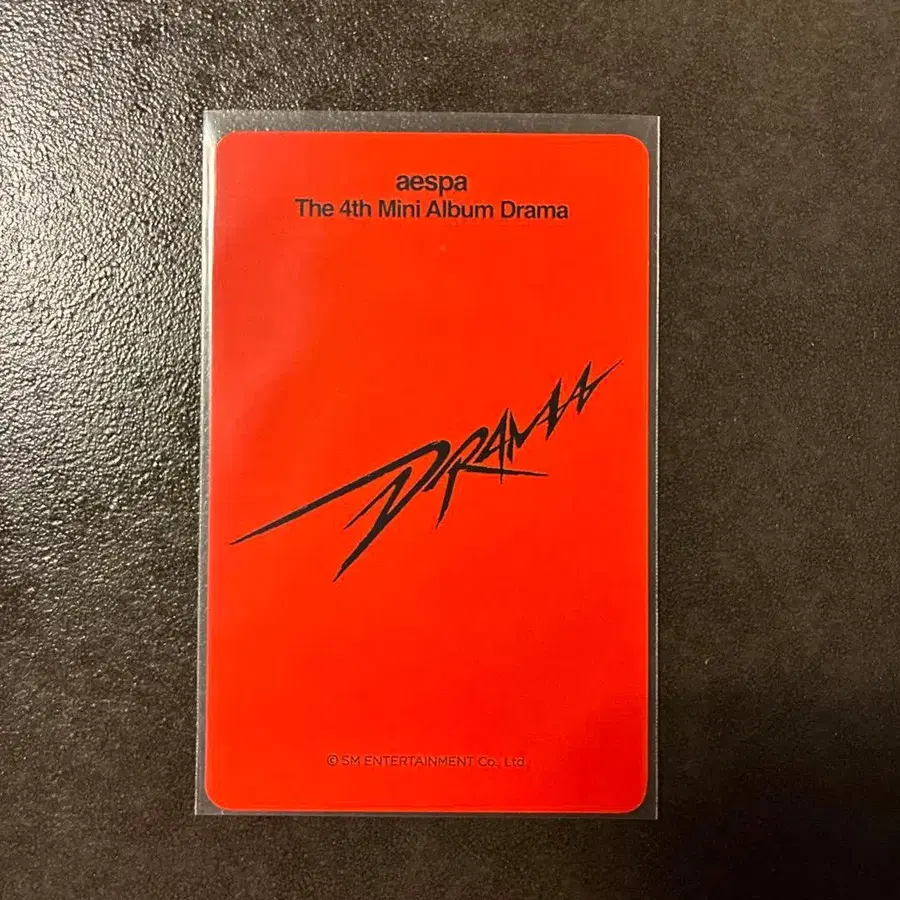 aespa
The 4th Mini Album Drama
DRAMA
© SM ENTERTAINMENT Co., Ltd.